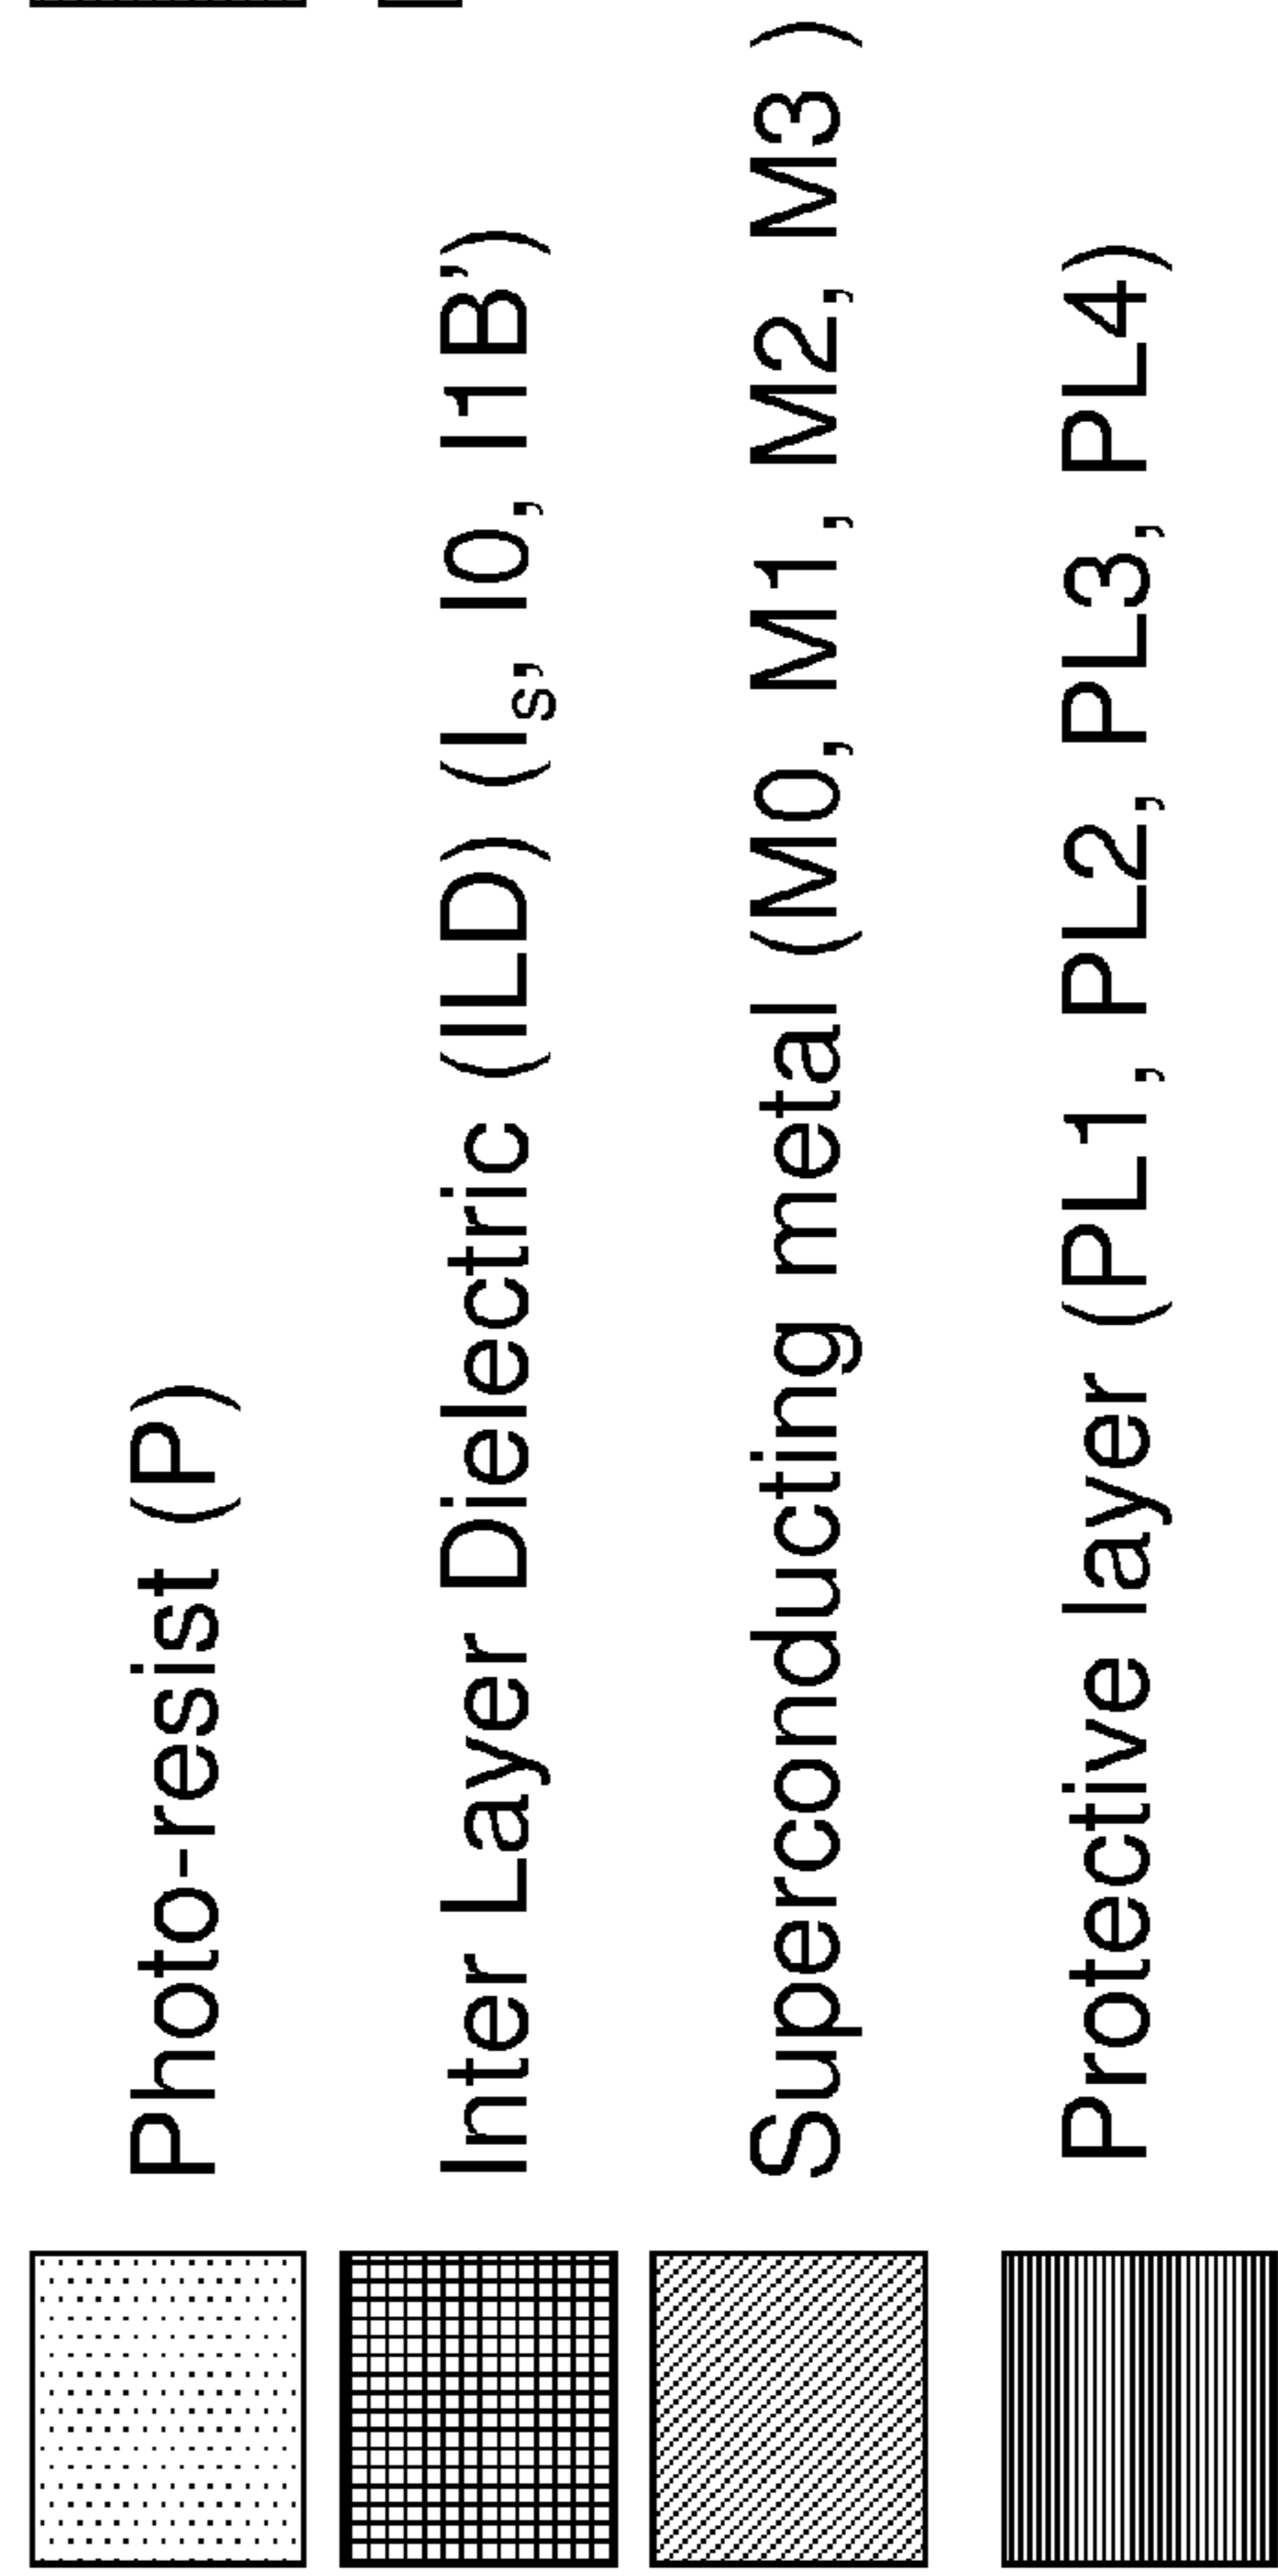 Photo-resist (P)
Inter Layer Dielectric (ILD) (Is, I0, I1B’)
Superconducting metal (M0, M1, M2, M3 )
Protective layer (PL1, PL2, PL3, PL4)